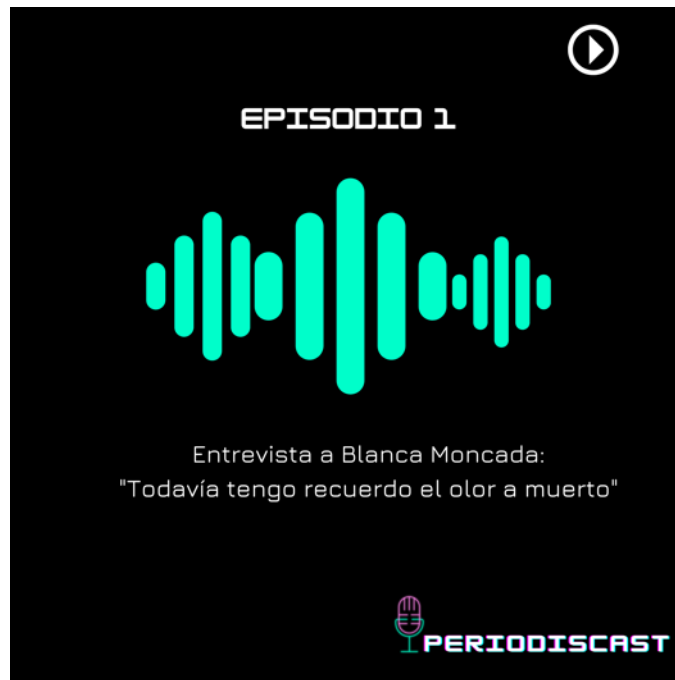 EPISODIO 1
Entrevista a Blanca Moncada:
"Todavía tengo recuerdo el olor a muerto"
PERIODISCAST